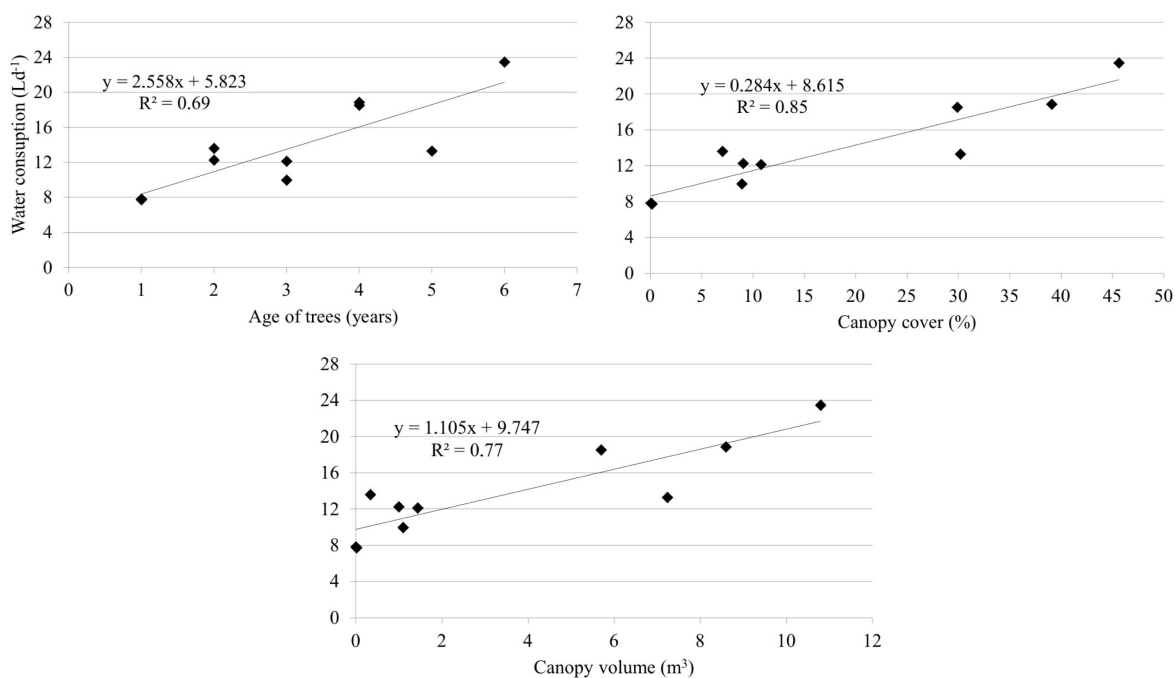 28
24
20
16
12
8
4
0
Water consuption (Ld⁻¹)
y = 2.558x + 5.823
R² = 0.69
0 1 2 3 4 5 6 7
Age of trees (years)
28
24
20
16
12
8
4
0
y = 0.284x + 8.615
R² = 0.85
0 5 10 15 20 25 30 35 40 45 50
Canopy cover (%)
28
24
20
16
12
8
4
0
y = 1.105x + 9.747
R² = 0.77
0 2 4 6 8 10 12
Canopy volume (m³)